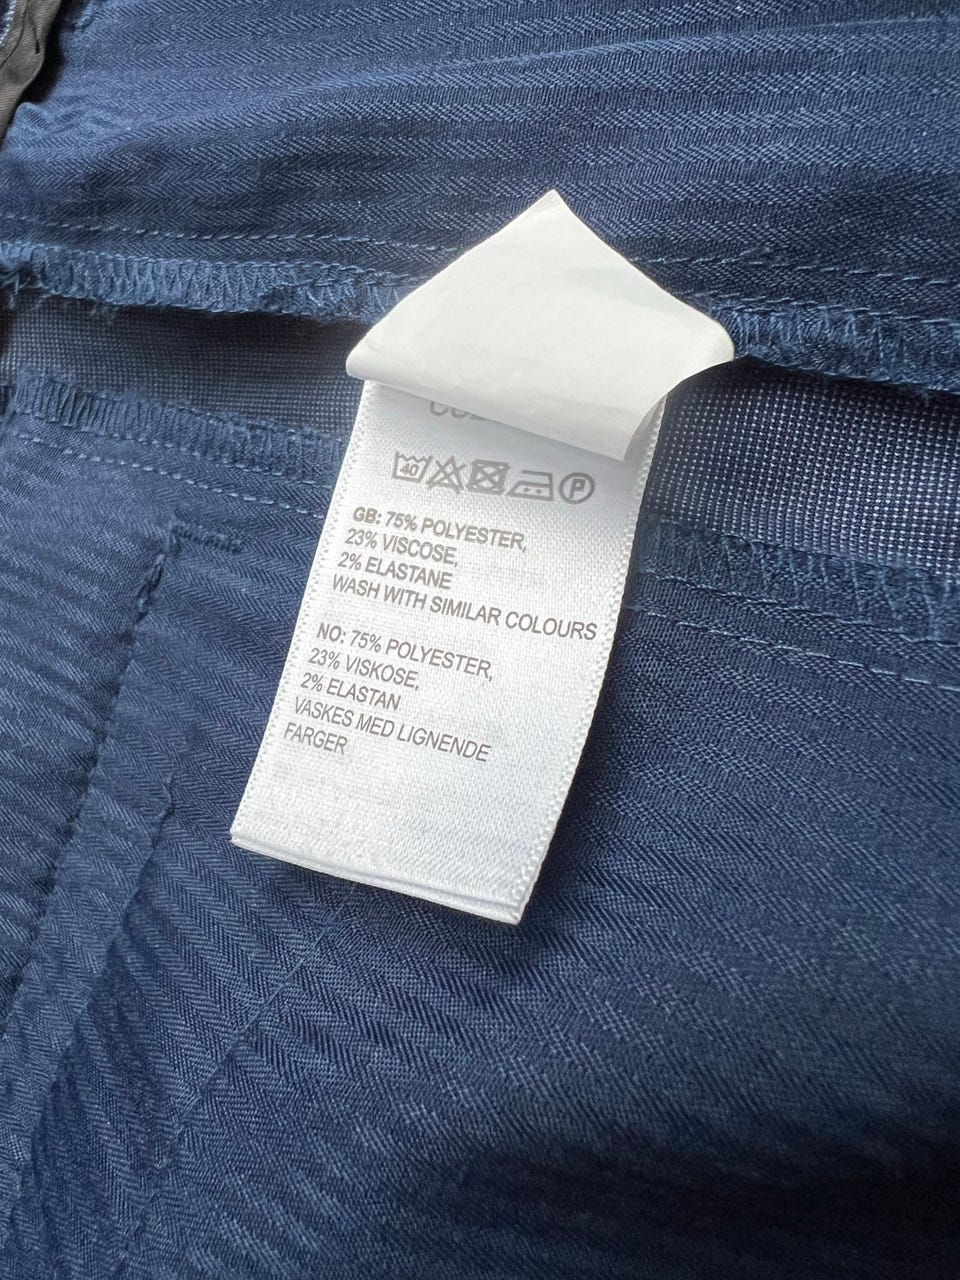 40 P
GB: 75% POLYESTER,
23% VISCOSE,
2% ELASTANE
WASH WITH SIMILAR COLOURS
NO: 75% POLYESTER,
23% VISKOSE,
2% ELASTAN
VASKES MED LIGNENDE
FARGER